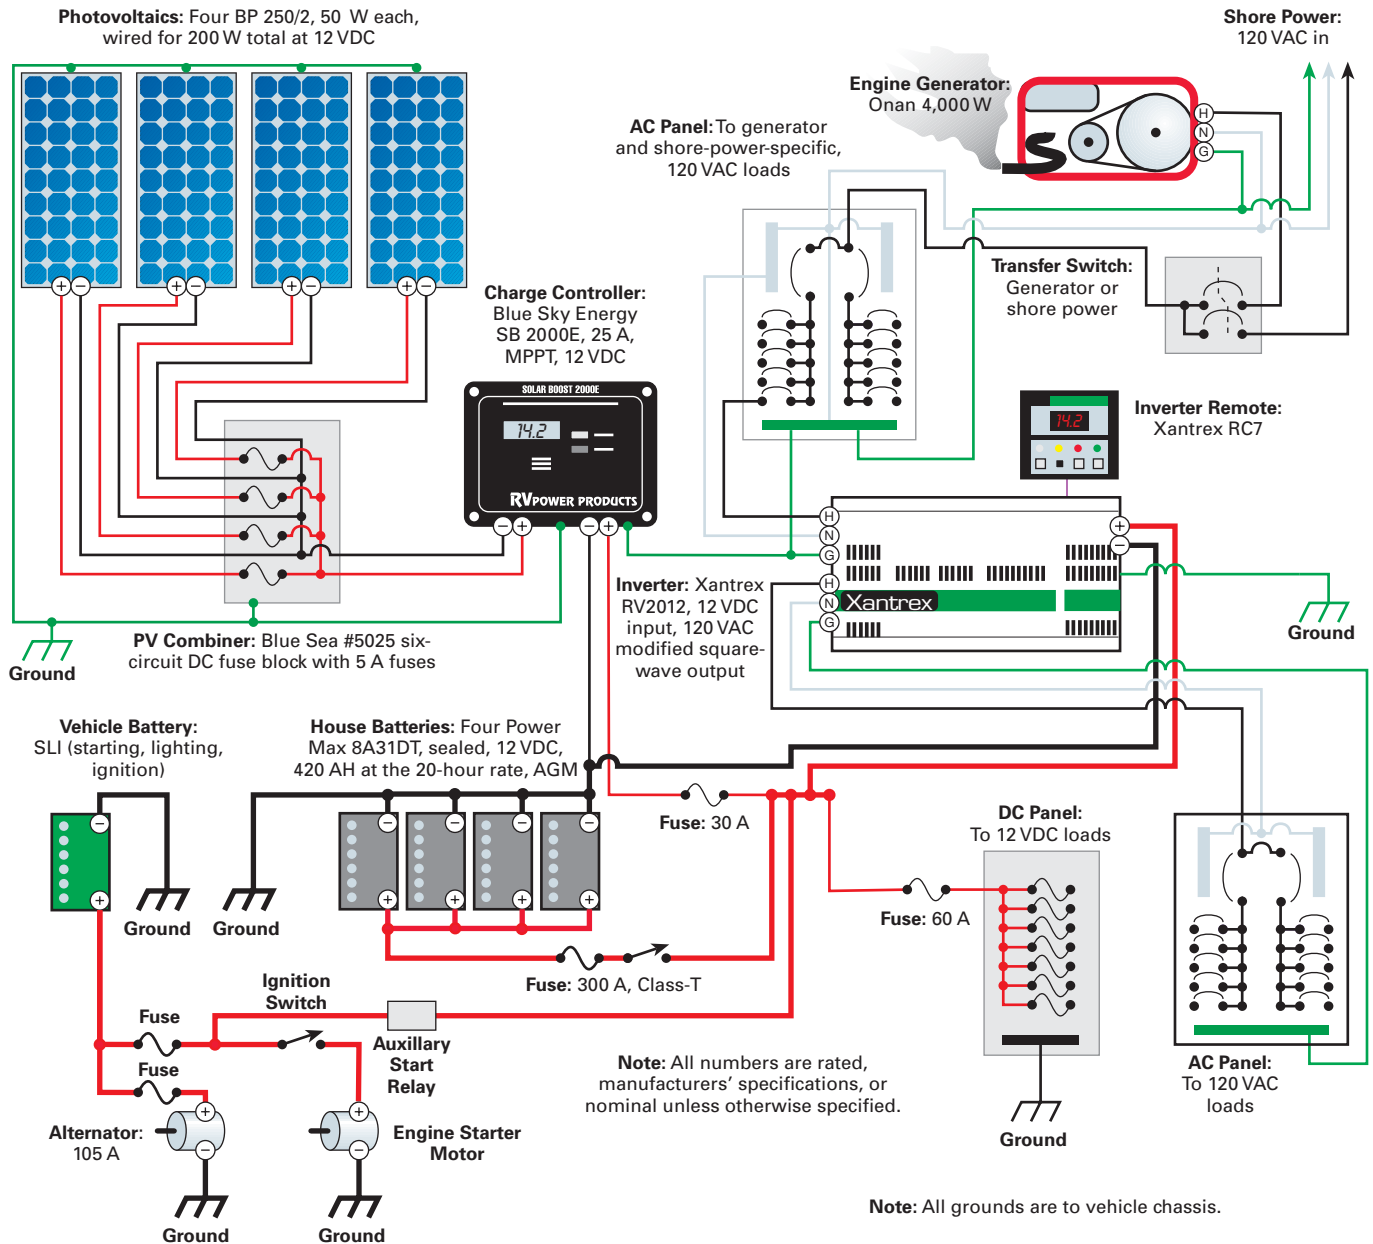 Photovoltaics: Four BP 250/2, 50 W each,
wired for 200 W total at 12 VDC
Shore Power:
120 VAC in
Engine Generator:
Onan 4,000 W
H
N
G
AC Panel: To generator
and shore-power-specific,
120 VAC loads
Transfer Switch:
Generator or
shore power
Charge Controller:
Blue Sky Energy
SB 2000E, 25 A,
MPPT, 12 VDC
SOLAR BOOST 2000E
14.2
RV POWER PRODUCTS
Inverter Remote:
Xantrex RC7
14.2
+ − + − + − + −
− + − +
H
N
G
H
N
G
+
−
Xantrex
Inverter: Xantrex
RV2012, 12 VDC
input, 120 VAC
modified square-
wave output
Ground
PV Combiner: Blue Sea #5025 six-
circuit DC fuse block with 5 A fuses
Ground
Vehicle Battery:
SLI (starting, lighting,
ignition)
House Batteries: Four Power
Max 8A31DT, sealed, 12 VDC,
420 AH at the 20-hour rate, AGM
Fuse: 30 A
DC Panel:
To 12 VDC loads
− − − − −
+ + + + +
Ground
Ground
Fuse: 60 A
Fuse: 300 A, Class-T
Ignition
Switch
Fuse
Auxillary
Start
Relay
Fuse
Note: All numbers are rated,
manufacturers' specifications, or
nominal unless otherwise specified.
AC Panel:
To 120 VAC
loads
Alternator:
105 A
+
−
Engine Starter
Motor
+
−
Ground
Ground
Ground
Note: All grounds are to vehicle chassis.